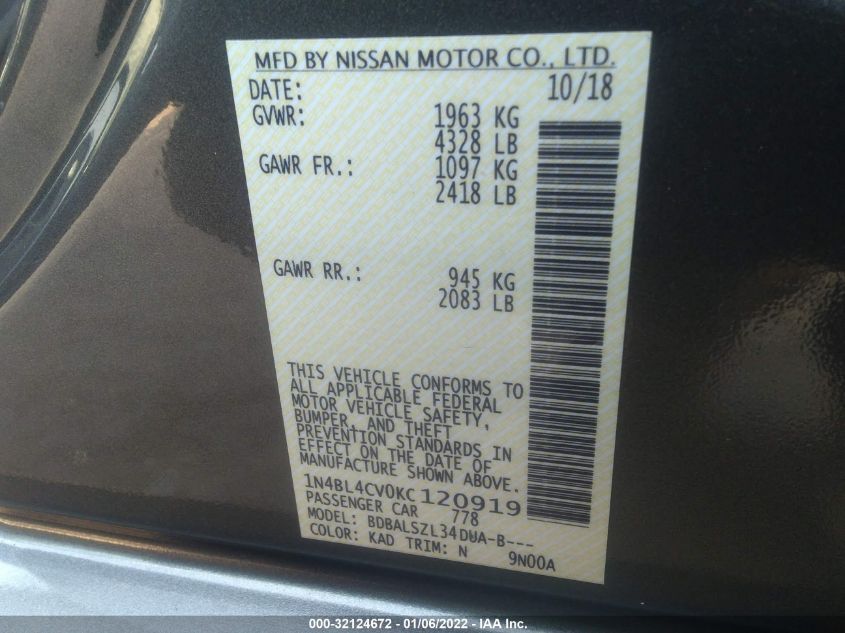 MFD BY NISSAN MOTOR CO., LTD.
DATE: 10/18
GVWR: 1963 KG
4328 LB
GAWR FR.: 1097 KG
2418 LB
GAWR RR.: 945 KG
2083 LB
THIS VEHICLE CONFORMS TO
ALL APPLICABLE FEDERAL
MOTOR VEHICLE SAFETY,
BUMPER, AND THEFT
PREVENTION STANDARDS IN
EFFECT ON THE DATE OF
MANUFACTURE SHOWN ABOVE.
1N4BL4CV0KC120919
PASSENGER CAR 778
MODEL: BDBALSZL34DUA-B---
COLOR: KAD TRIM: N 9N00A
000-32124672 - 01/06/2022 - IAA Inc.